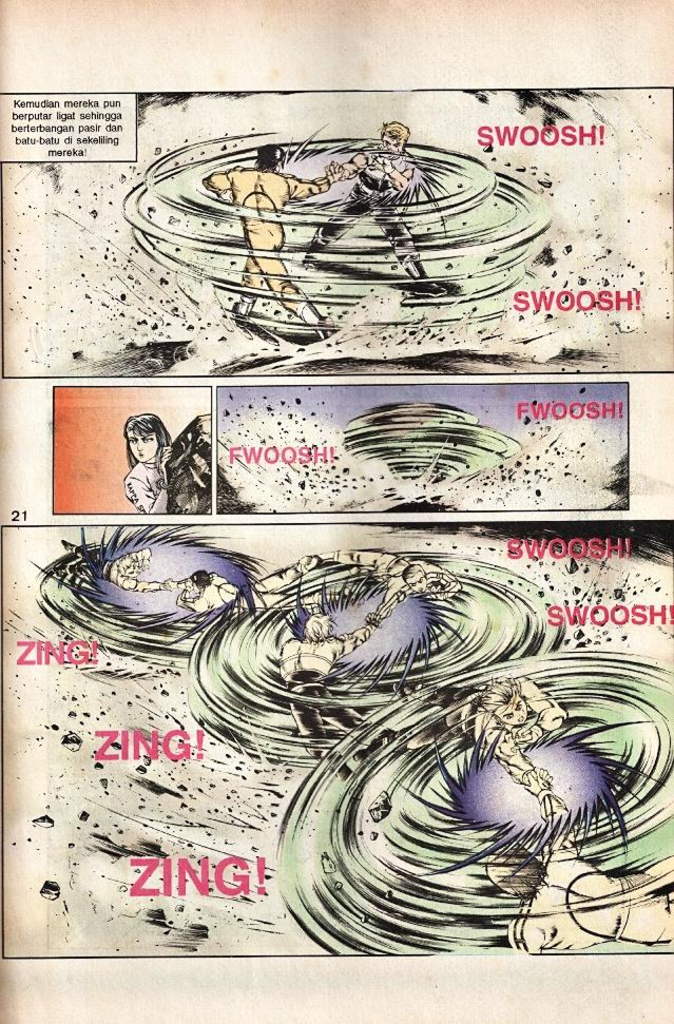 Kemudian mereka pun
berputar ligat sehingga
berterbangan pasir dan
batu-batu di sekeliling
mereka!
SWOOSH!
SWOOSH!
FWOOSH!
FWOOSH!
21
SWOOSH!
SWOOSH!
ZING!
ZING!
ZING!